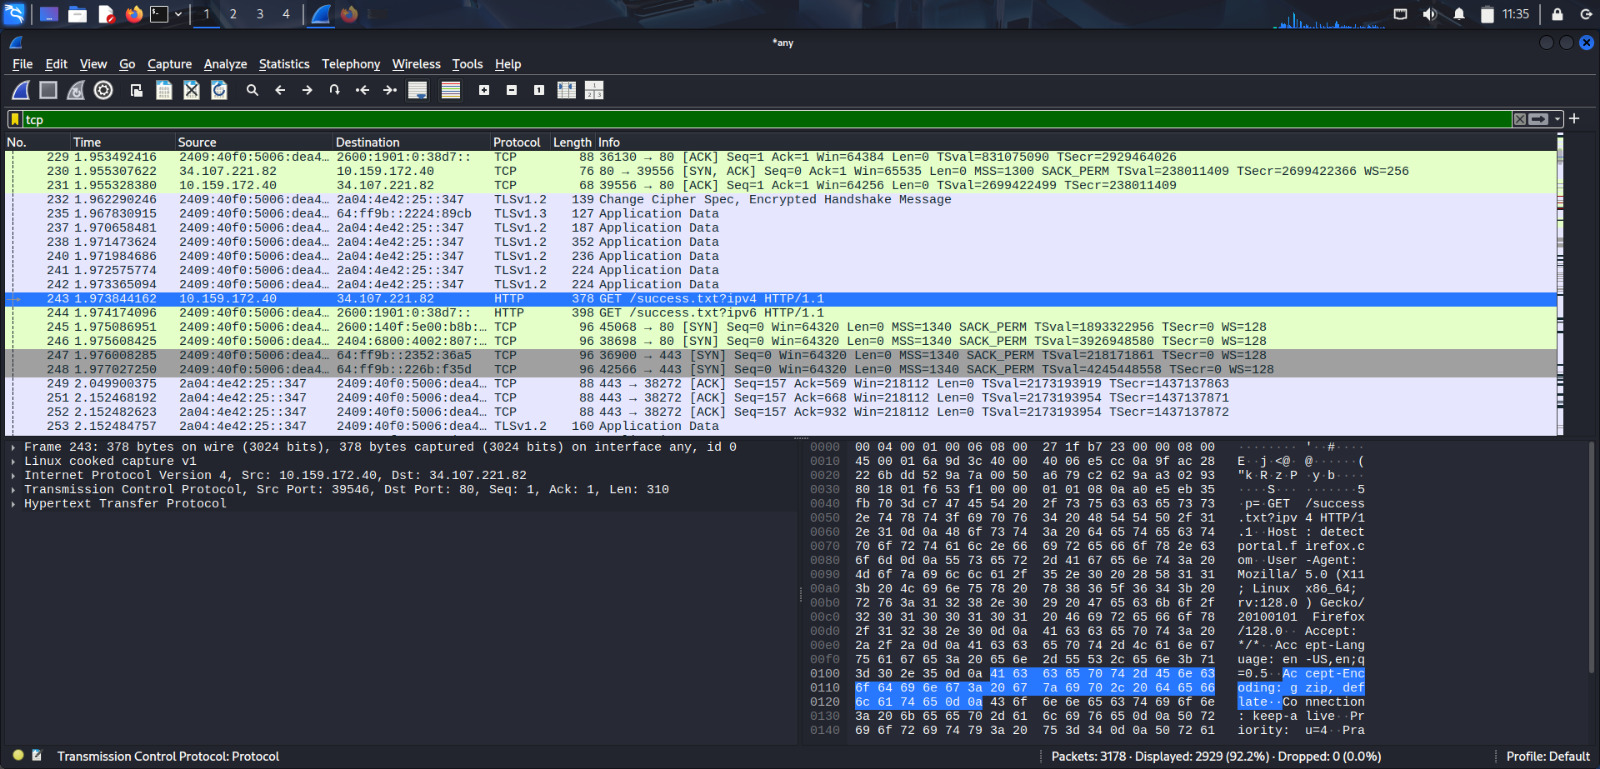 1 2 3 4 11:35
*any
File Edit View Go Capture Analyze Statistics Telephony Wireless Tools Help
tcp
No. Time Source Destination Protocol Length Info
229 1.953492416 2409:40f0:5006:dea4… 2600:1901:0:38d7:: TCP 88 36130 → 80 [ACK] Seq=1 Ack=1 Win=64384 Len=0 TSval=831075090 TSecr=2929464026
230 1.955307622 34.107.221.82 10.159.172.40 TCP 76 80 → 39556 [SYN, ACK] Seq=0 Ack=1 Win=65535 Len=0 MSS=1300 SACK_PERM TSval=238011409 TSecr=2699422366 WS=256
231 1.955328380 10.159.172.40 34.107.221.82 TCP 68 39556 → 80 [ACK] Seq=1 Ack=1 Win=64256 Len=0 TSval=2699422499 TSecr=238011409
232 1.962290246 2409:40f0:5006:dea4… 2a04:4e42:25::347 TLSv1.2 139 Change Cipher Spec, Encrypted Handshake Message
235 1.967830915 2409:40f0:5006:dea4… 64:ff9b::2224:89cb TLSv1.3 127 Application Data
237 1.970658481 2409:40f0:5006:dea4… 2a04:4e42:25::347 TLSv1.2 187 Application Data
238 1.971473624 2409:40f0:5006:dea4… 2a04:4e42:25::347 TLSv1.2 352 Application Data
240 1.971984686 2409:40f0:5006:dea4… 2a04:4e42:25::347 TLSv1.2 236 Application Data
241 1.972575774 2409:40f0:5006:dea4… 2a04:4e42:25::347 TLSv1.2 224 Application Data
242 1.973365094 2409:40f0:5006:dea4… 2a04:4e42:25::347 TLSv1.2 224 Application Data
243 1.973844162 10.159.172.40 34.107.221.82 HTTP 378 GET /success.txt?ipv4 HTTP/1.1
244 1.974174096 2409:40f0:5006:dea4… 2600:1901:0:38d7:: HTTP 398 GET /success.txt?ipv6 HTTP/1.1
245 1.975086951 2409:40f0:5006:dea4… 2600:140f:5e00:b8b:… TCP 96 45068 → 80 [SYN] Seq=0 Win=64320 Len=0 MSS=1340 SACK_PERM TSval=1893322956 TSecr=0 WS=128
246 1.975608425 2409:40f0:5006:dea4… 2404:6800:4002:807:… TCP 96 38698 → 80 [SYN] Seq=0 Win=64320 Len=0 MSS=1340 SACK_PERM TSval=3926948580 TSecr=0 WS=128
247 1.976008285 2409:40f0:5006:dea4… 64:ff9b::2352:36a5 TCP 96 36900 → 443 [SYN] Seq=0 Win=64320 Len=0 MSS=1340 SACK_PERM TSval=218171861 TSecr=0 WS=128
248 1.977027250 2409:40f0:5006:dea4… 64:ff9b::226b:f35d TCP 96 42566 → 443 [SYN] Seq=0 Win=64320 Len=0 MSS=1340 SACK_PERM TSval=4245448558 TSecr=0 WS=128
249 2.049900375 2a04:4e42:25::347 2409:40f0:5006:dea4… TCP 88 443 → 38272 [ACK] Seq=157 Ack=569 Win=218112 Len=0 TSval=2173193919 TSecr=1437137863
251 2.152468192 2a04:4e42:25::347 2409:40f0:5006:dea4… TCP 88 443 → 38272 [ACK] Seq=157 Ack=668 Win=218112 Len=0 TSval=2173193954 TSecr=1437137871
252 2.152482623 2a04:4e42:25::347 2409:40f0:5006:dea4… TCP 88 443 → 38272 [ACK] Seq=157 Ack=932 Win=218112 Len=0 TSval=2173193954 TSecr=1437137872
253 2.152484757 2a04:4e42:25::347 2409:40f0:5006:dea4… TLSv1.2 160 Application Data
Frame 243: 378 bytes on wire (3024 bits), 378 bytes captured (3024 bits) on interface any, id 0
Linux cooked capture v1
Internet Protocol Version 4, Src: 10.159.172.40, Dst: 34.107.221.82
Transmission Control Protocol, Src Port: 39546, Dst Port: 80, Seq: 1, Ack: 1, Len: 310
Hypertext Transfer Protocol
0000 00 04 00 01 00 06 08 00 27 1f b7 23 00 00 08 00 ········ '··#····
0010 45 00 01 6a 9d 3c 40 00 40 06 e5 cc 0a 9f ac 28 E··j·<@· @······(
0020 22 6b dd 52 9a 7a 00 50 a6 79 c2 62 9a a3 02 93 "k·R·z·P ·y·b····
0030 80 18 01 f6 53 f1 00 00 01 01 08 0a a0 e5 eb 35 ····S··· ·······5
0040 fb 70 3d c7 47 45 54 20 2f 73 75 63 63 65 73 73 ·p=·GET /success
0050 2e 74 78 74 3f 69 70 76 34 20 48 54 54 50 2f 31 .txt?ipv 4 HTTP/1
0060 2e 31 0d 0a 48 6f 73 74 3a 20 64 65 74 65 63 74 .1··Host : detect
0070 70 6f 72 74 61 6c 2e 66 69 72 65 66 6f 78 2e 63 portal.f irefox.c
0080 6f 6d 0d 0a 55 73 65 72 2d 41 67 65 6e 74 3a 20 om··User -Agent:
0090 4d 6f 7a 69 6c 6c 61 2f 35 2e 30 20 28 58 31 31 Mozilla/ 5.0 (X11
00a0 3b 20 4c 69 6e 75 78 20 78 38 36 5f 36 34 3b 20 ; Linux x86_64;
00b0 72 76 3a 31 32 38 2e 30 29 20 47 65 63 6b 6f 2f rv:128.0 ) Gecko/
00c0 32 30 31 30 30 31 30 31 20 46 69 72 65 66 6f 78 20100101 Firefox
00d0 2f 31 32 38 2e 30 0d 0a 41 63 63 65 70 74 3a 20 /128.0·· Accept:
00e0 2a 2f 2a 0d 0a 41 63 63 65 70 74 2d 4c 61 6e 67 */*··Acc ept-Lang
00f0 75 61 67 65 3a 20 65 6e 2d 55 53 2c 65 6e 3b 71 uage: en -US,en;q
0100 3d 30 2e 35 0d 0a 41 63 63 65 70 74 2d 45 6e 63 =0.5··Ac cept-Enc
0110 6f 64 69 6e 67 3a 20 67 7a 69 70 2c 20 64 65 66 oding: g zip, def
0120 6c 61 74 65 0d 0a 43 6f 6e 6e 65 63 74 69 6f 6e late··Co nnection
0130 3a 20 6b 65 65 70 2d 61 6c 69 76 65 0d 0a 50 72 : keep-a live··Pr
0140 69 6f 72 69 74 79 3a 20 75 3d 34 0d 0a 50 72 61 iority: u=4··Pra
Transmission Control Protocol: Protocol Packets: 3178 · Displayed: 2929 (92.2%) · Dropped: 0 (0.0%) Profile: Default